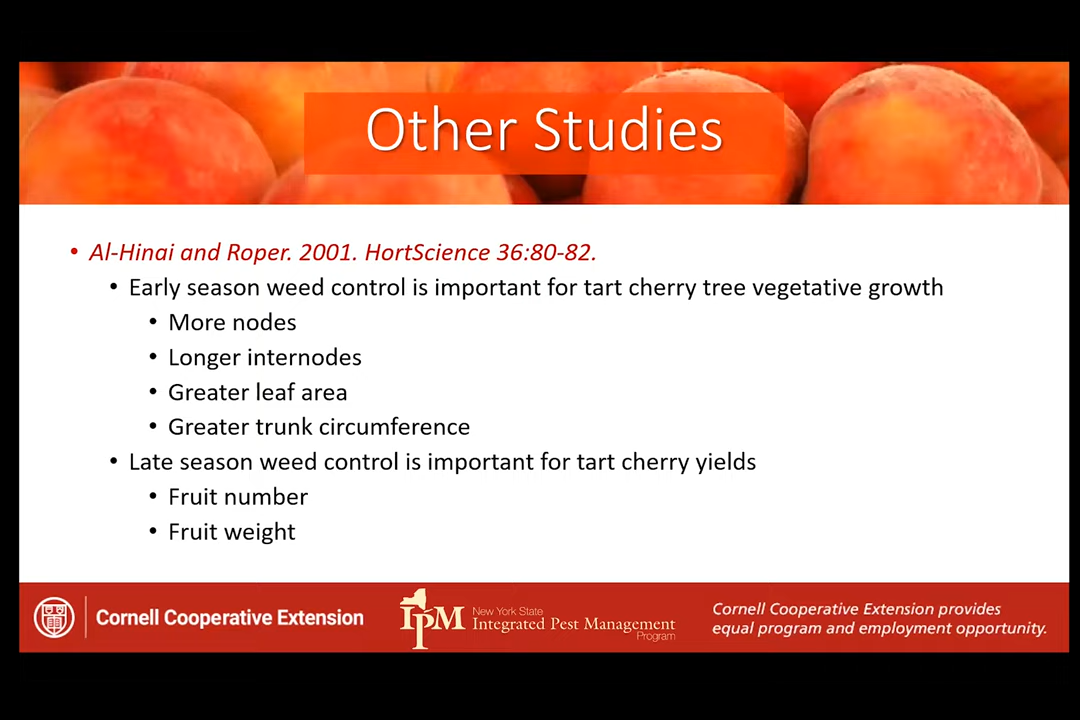 Other Studies
• Al-Hinai and Roper. 2001. HortScience 36:80-82.
• Early season weed control is important for tart cherry tree vegetative growth
• More nodes
• Longer internodes
• Greater leaf area
• Greater trunk circumference
• Late season weed control is important for tart cherry yields
• Fruit number
• Fruit weight
Cornell Cooperative Extension
IPM
New York State
Integrated Pest Management
Program
Cornell Cooperative Extension provides
equal program and employment opportunity.